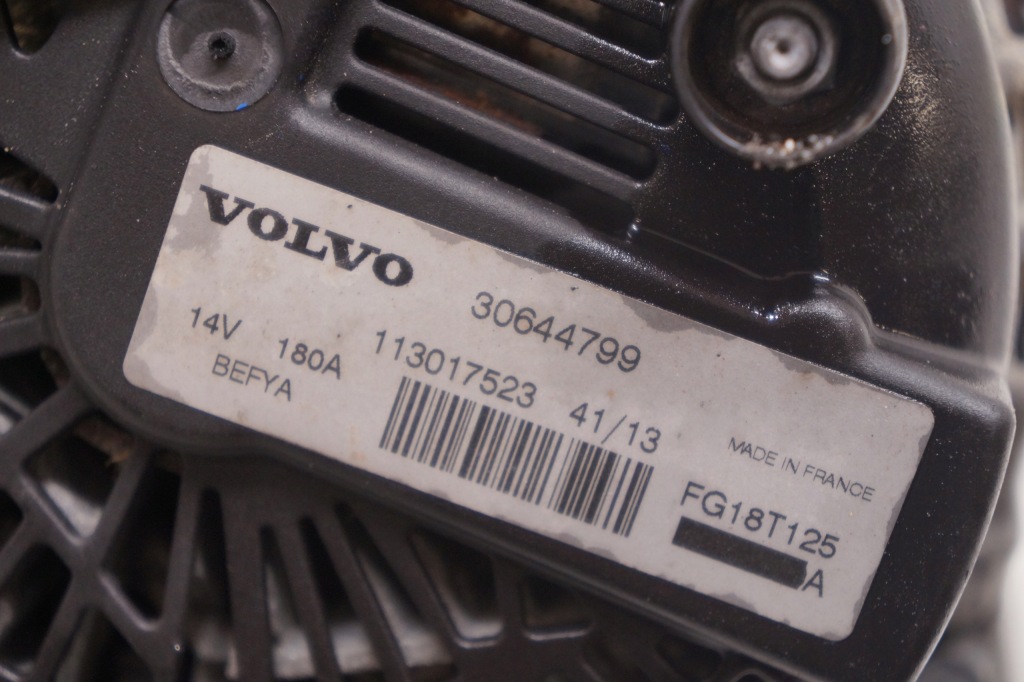 VOLVO 30644799
14V 180A 113017523 41/13
BEFYA
MADE IN FRANCE
FG18T125
A